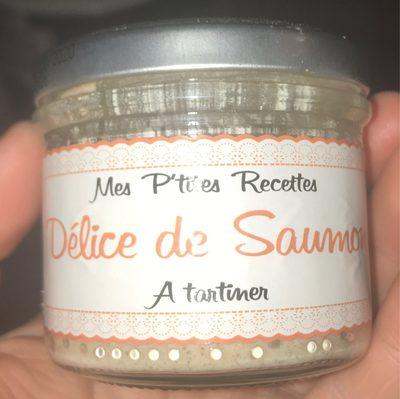 Mes P'tites Recettes
Délice de Saumon
A tartiner